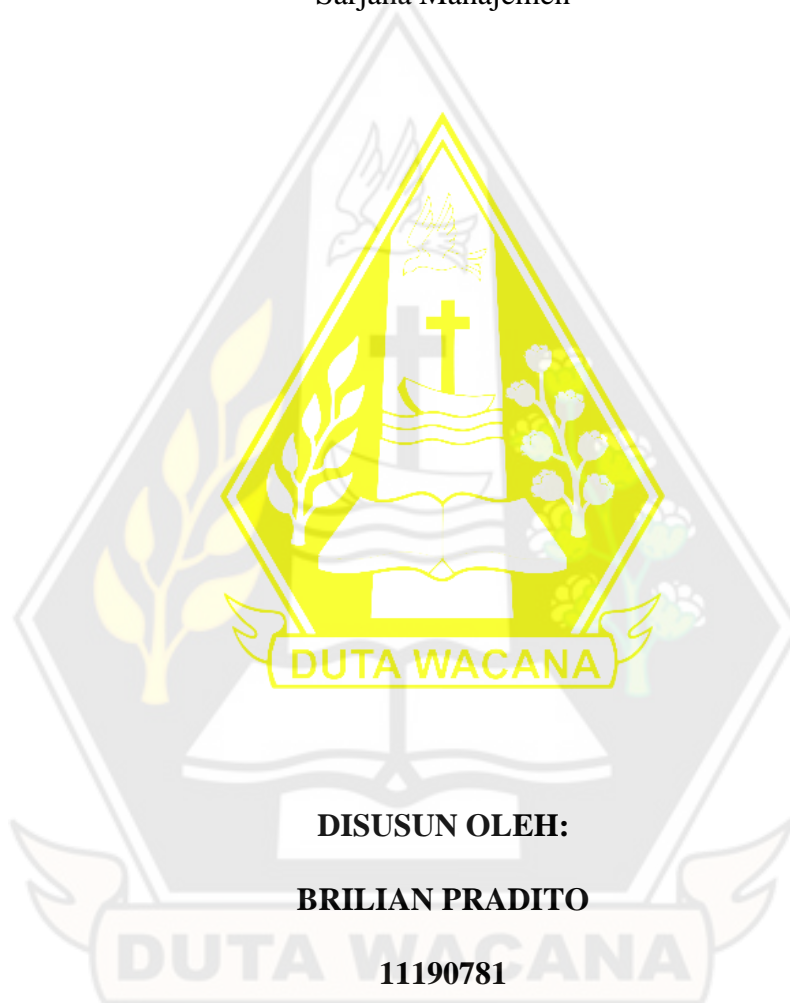 Sarjana Manajemen
DUTA WACANA
DISUSUN OLEH:
BRILIAN PRADITO
DUTA WACANA
11190781